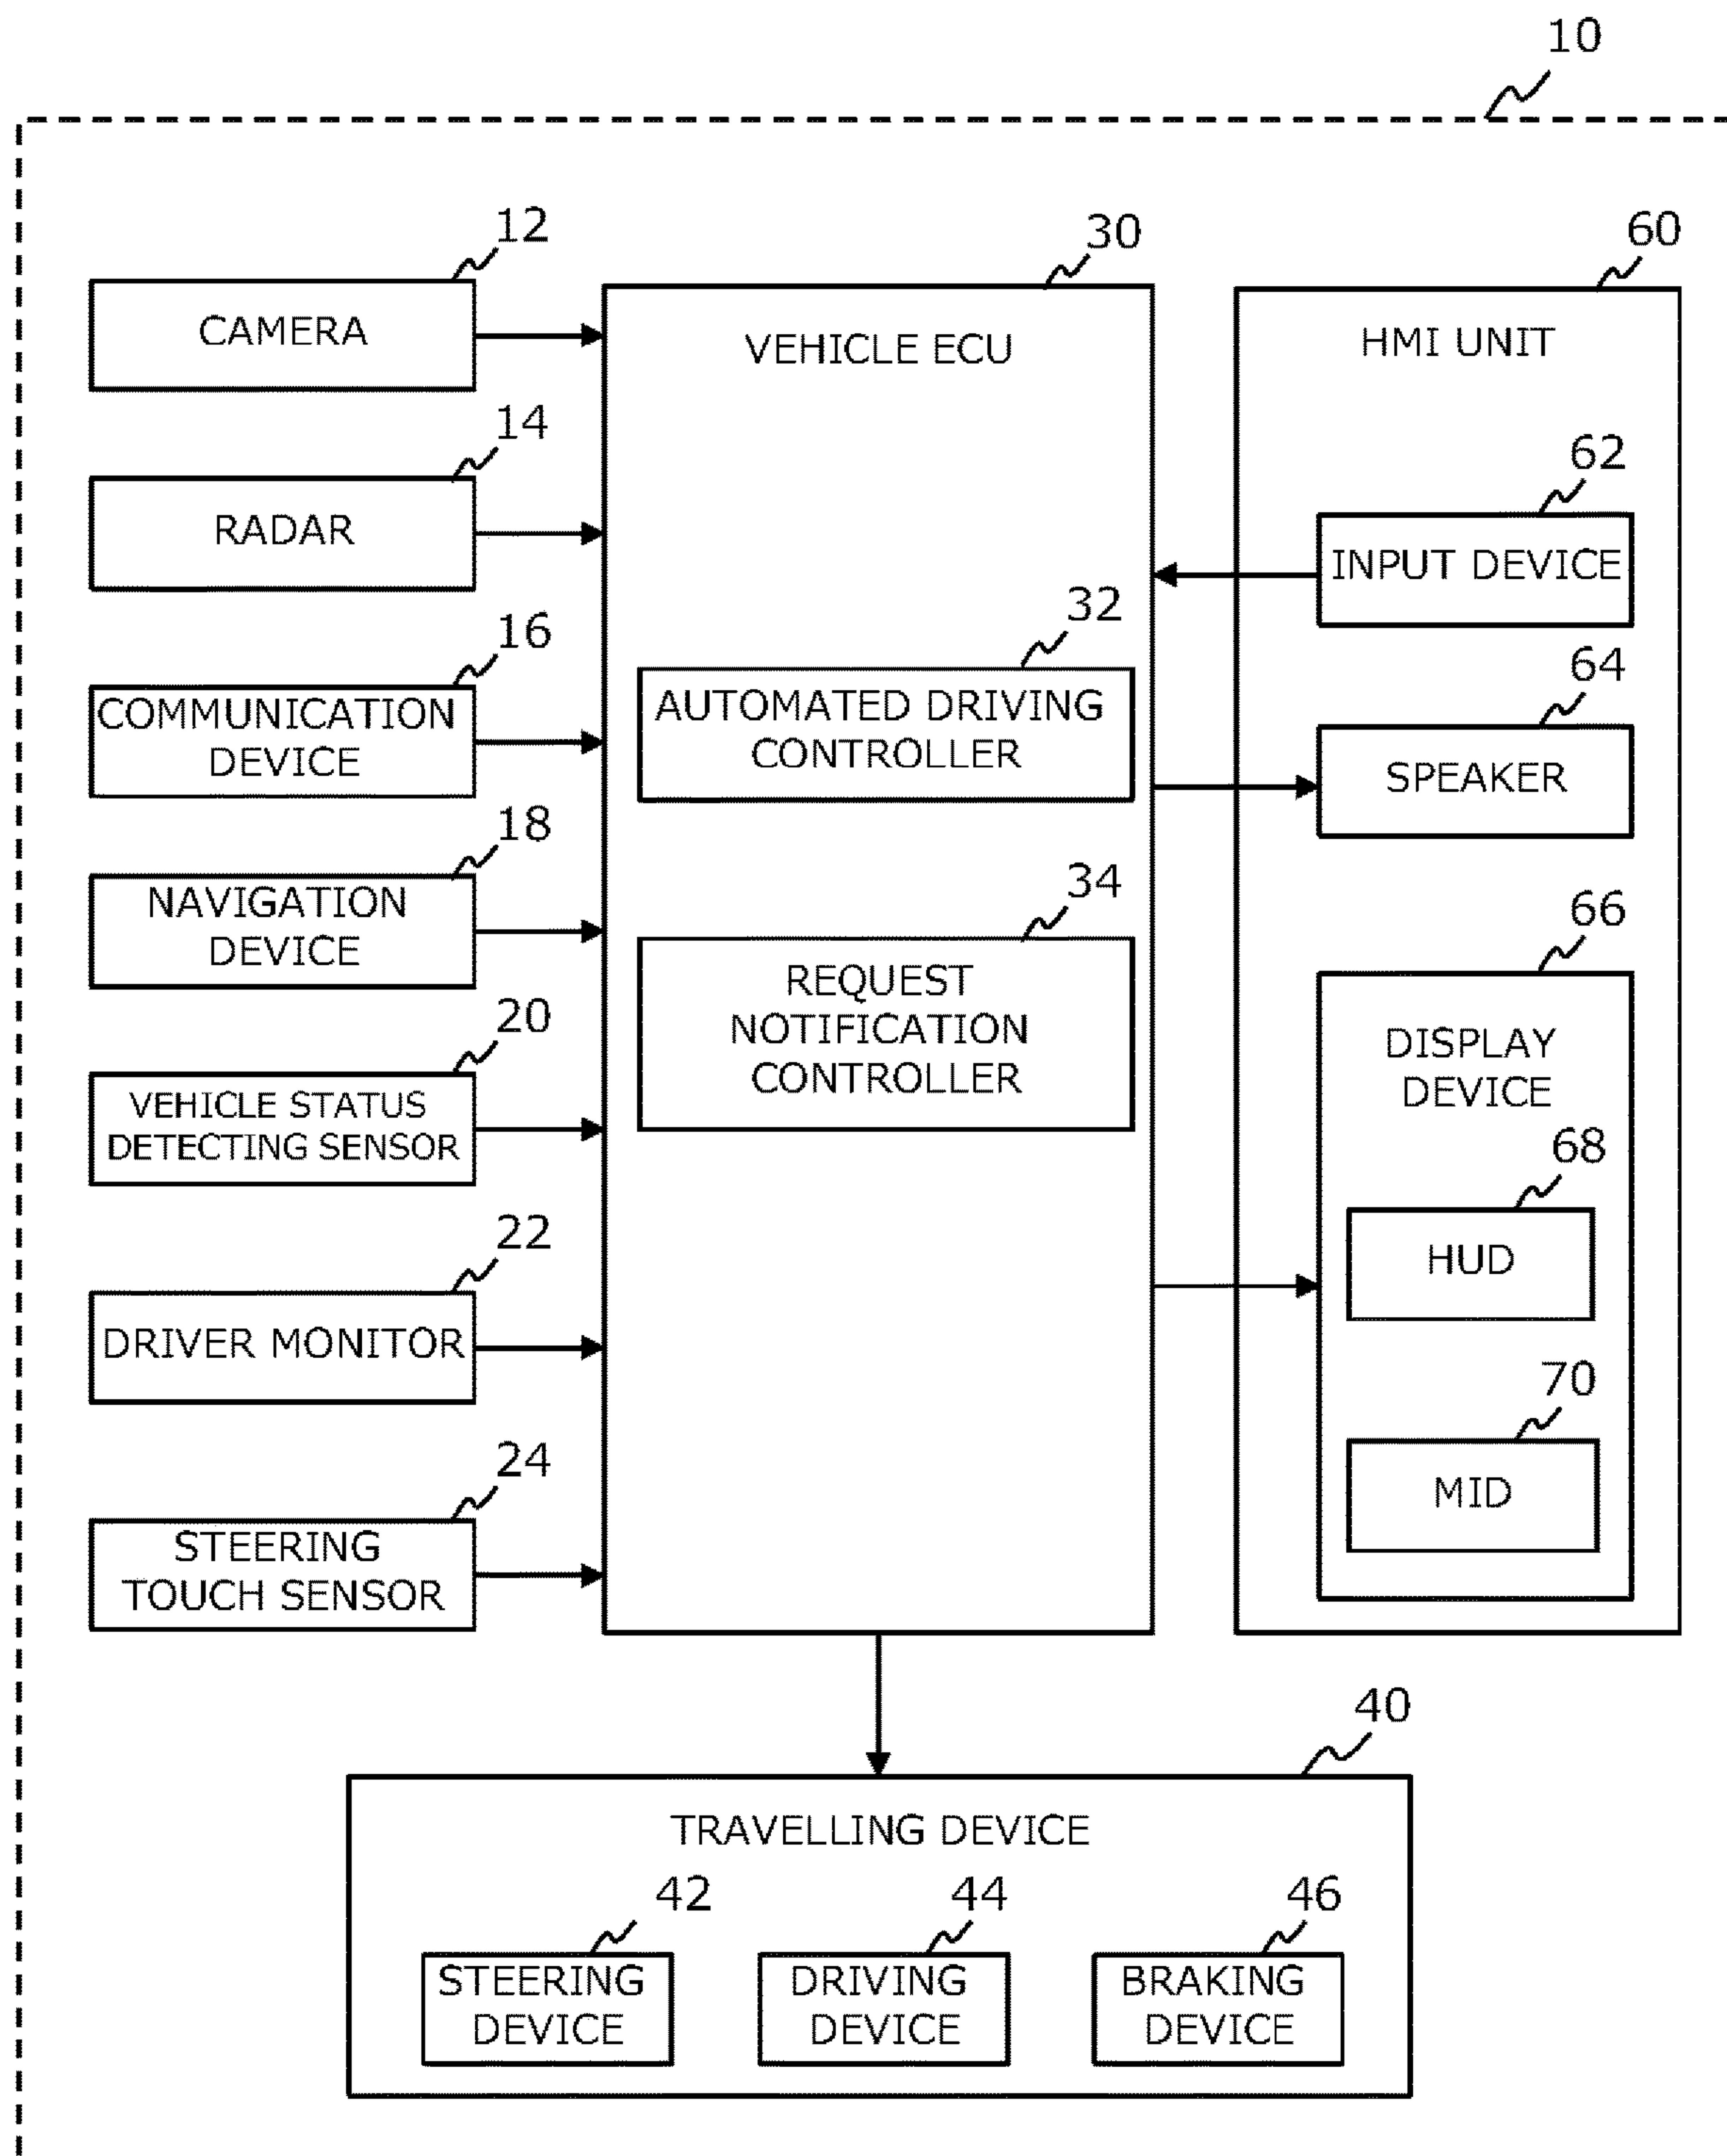 10
12
CAMERA
14
RADAR
16
COMMUNICATION
DEVICE
18
NAVIGATION
DEVICE
20
VEHICLE STATUS
DETECTING SENSOR
22
DRIVER MONITOR
24
STEERING
TOUCH SENSOR
30
VEHICLE ECU
32
AUTOMATED DRIVING
CONTROLLER
34
REQUEST
NOTIFICATION
CONTROLLER
60
HMI UNIT
62
INPUT DEVICE
64
SPEAKER
66
DISPLAY
DEVICE
68
HUD
70
MID
40
TRAVELLING DEVICE
42
STEERING
DEVICE
44
DRIVING
DEVICE
46
BRAKING
DEVICE